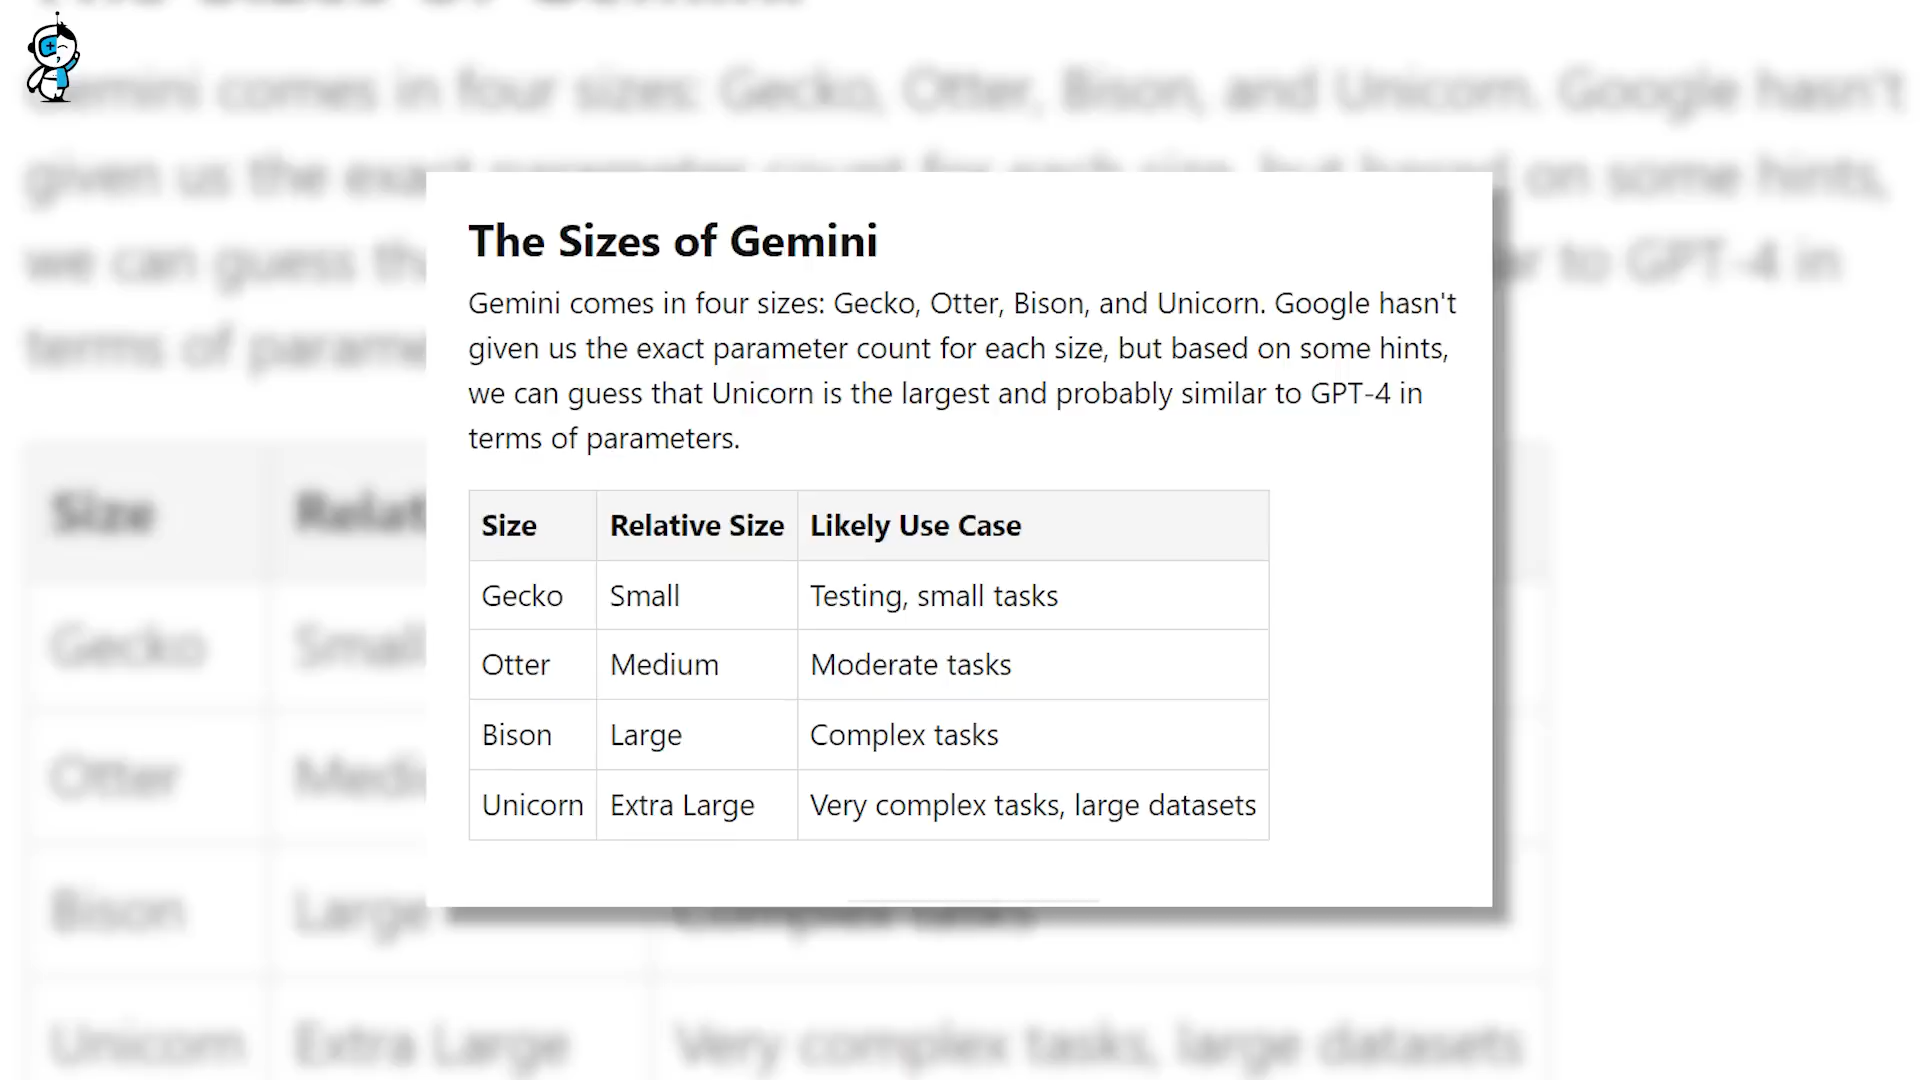 The Sizes of Gemini
Gemini comes in four sizes: Gecko, Otter, Bison, and Unicorn. Google hasn't
given us the exact parameter count for each size, but based on some hints,
we can guess that Unicorn is the largest and probably similar to GPT-4 in
terms of parameters.
Size Relative Size Likely Use Case
Gecko Small Testing, small tasks
Otter Medium Moderate tasks
Bison Large Complex tasks
Unicorn Extra Large Very complex tasks, large datasets